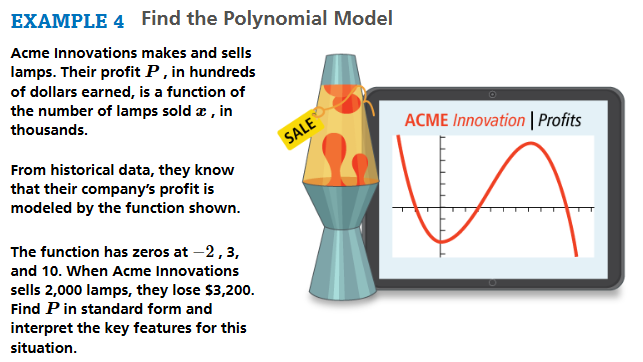 EXAMPLE 4 Find the Polynomial Model
Acme Innovations makes and sells
lamps. Their profit P , in hundreds
of dollars earned, is a function of
the number of lamps sold x , in
thousands.
From historical data, they know
that their company's profit is
modeled by the function shown.
The function has zeros at −2 , 3,
and 10. When Acme Innovations
sells 2,000 lamps, they lose $3,200.
Find P in standard form and
interpret the key features for this
situation.
SALE
ACME Innovation | Profits